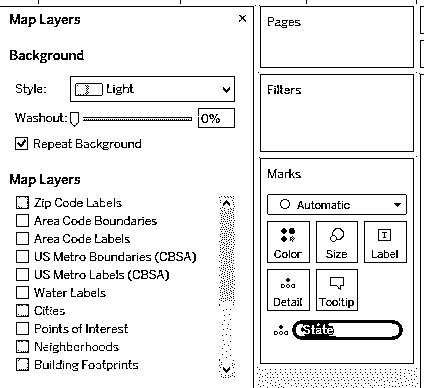 Map Layers
Background
Style: Light
Washout: 0%
Repeat Background
Map Layers
Zip Code Labels
Area Code Boundaries
Area Code Labels
US Metro Boundaries (CBSA)
US Metro Labels (CBSA)
Water Labels
Cities
Points of Interest
Neighborhoods
Building Footprints
Pages
Filters
Marks
Automatic
Color Size Label
Detail Tooltip
State